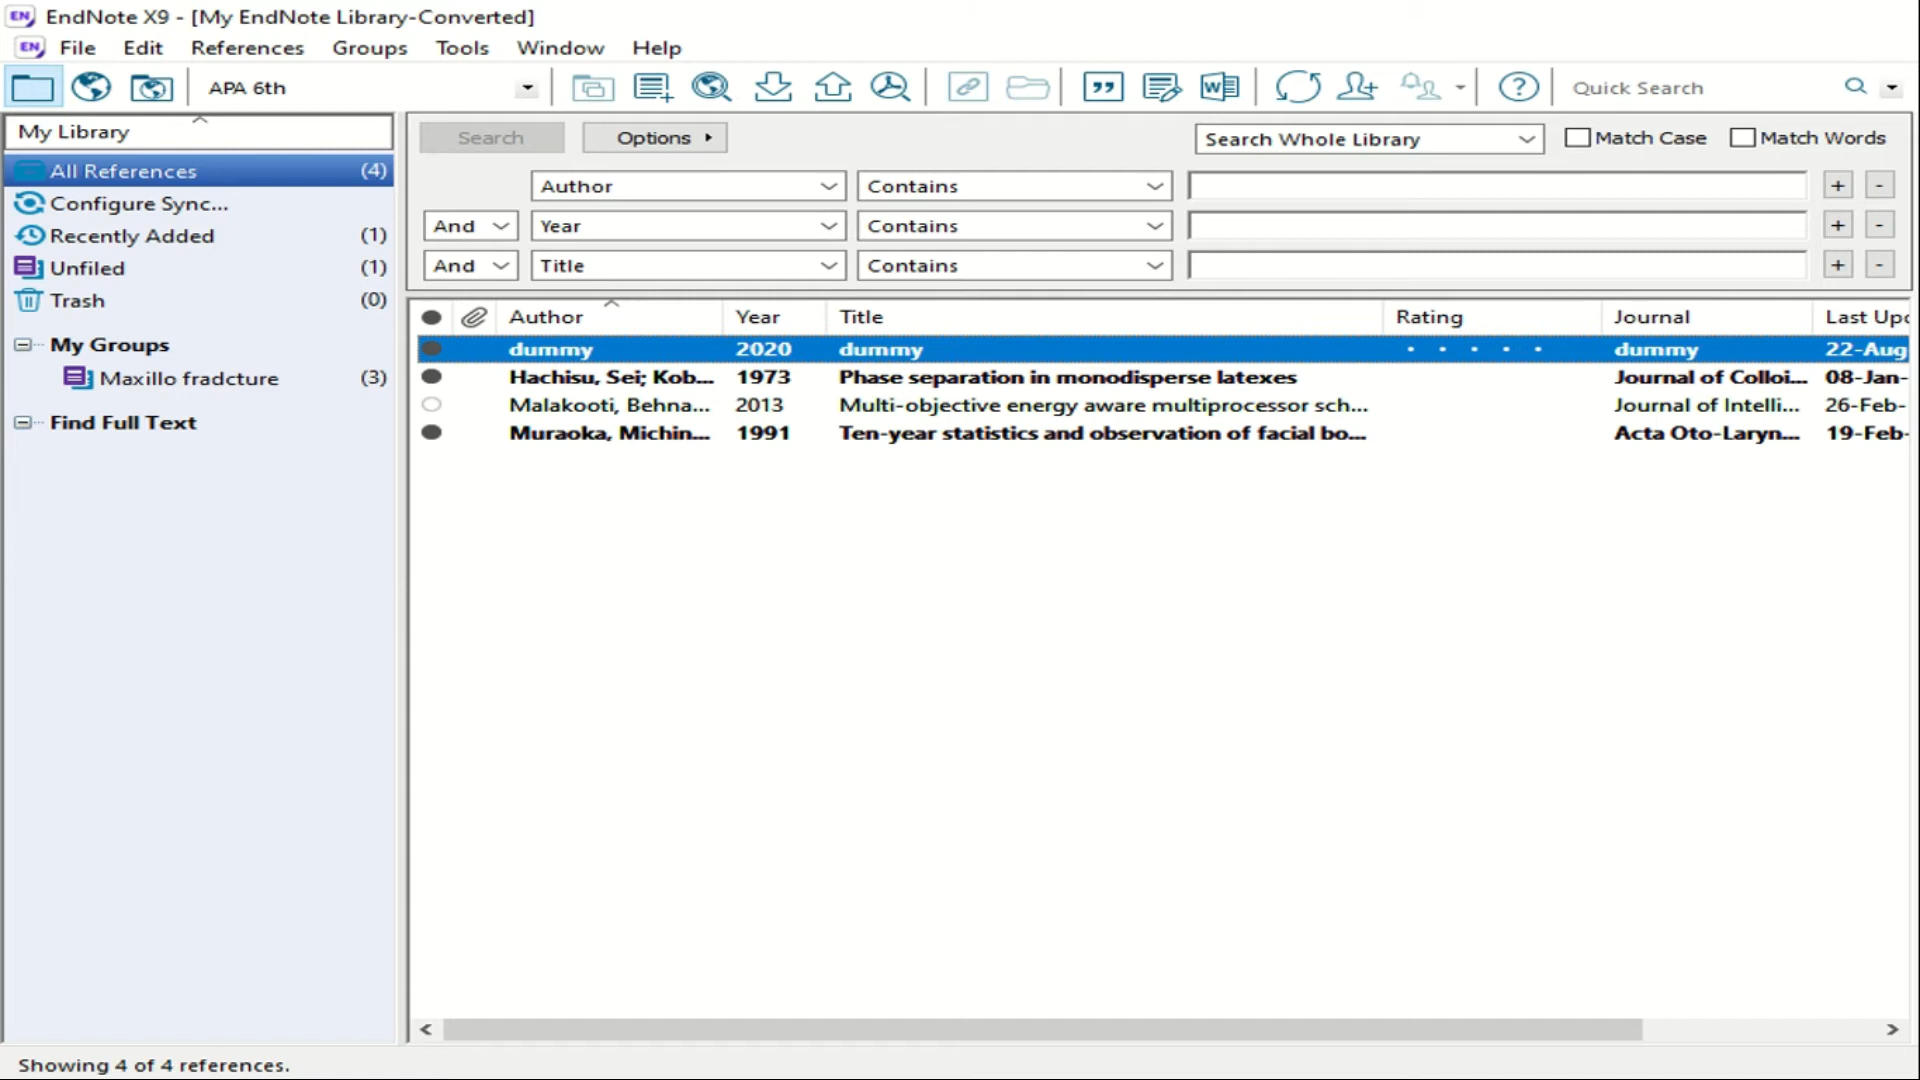 EN EndNote X9 - [My EndNote Library-Converted]
EN File Edit References Groups Tools Window Help
APA 6th Quick Search
My Library
All References (4)
Configure Sync...
Recently Added (1)
Unfiled (1)
Trash (0)
My Groups
Maxillo fradcture (3)
Find Full Text
Search Options Search Whole Library Match Case Match Words
Author Contains + -
And Year Contains + -
And Title Contains + -
Author Year Title Rating Journal Last Upd
dummy 2020 dummy dummy 22-Aug
Hachisu, Sei; Kob... 1973 Phase separation in monodisperse latexes Journal of Colloi... 08-Jan-
Malakooti, Behna... 2013 Multi-objective energy aware multiprocessor sch... Journal of Intelli... 26-Feb-
Muraoka, Michin... 1991 Ten-year statistics and observation of facial bo... Acta Oto-Laryn... 19-Feb-
Showing 4 of 4 references.